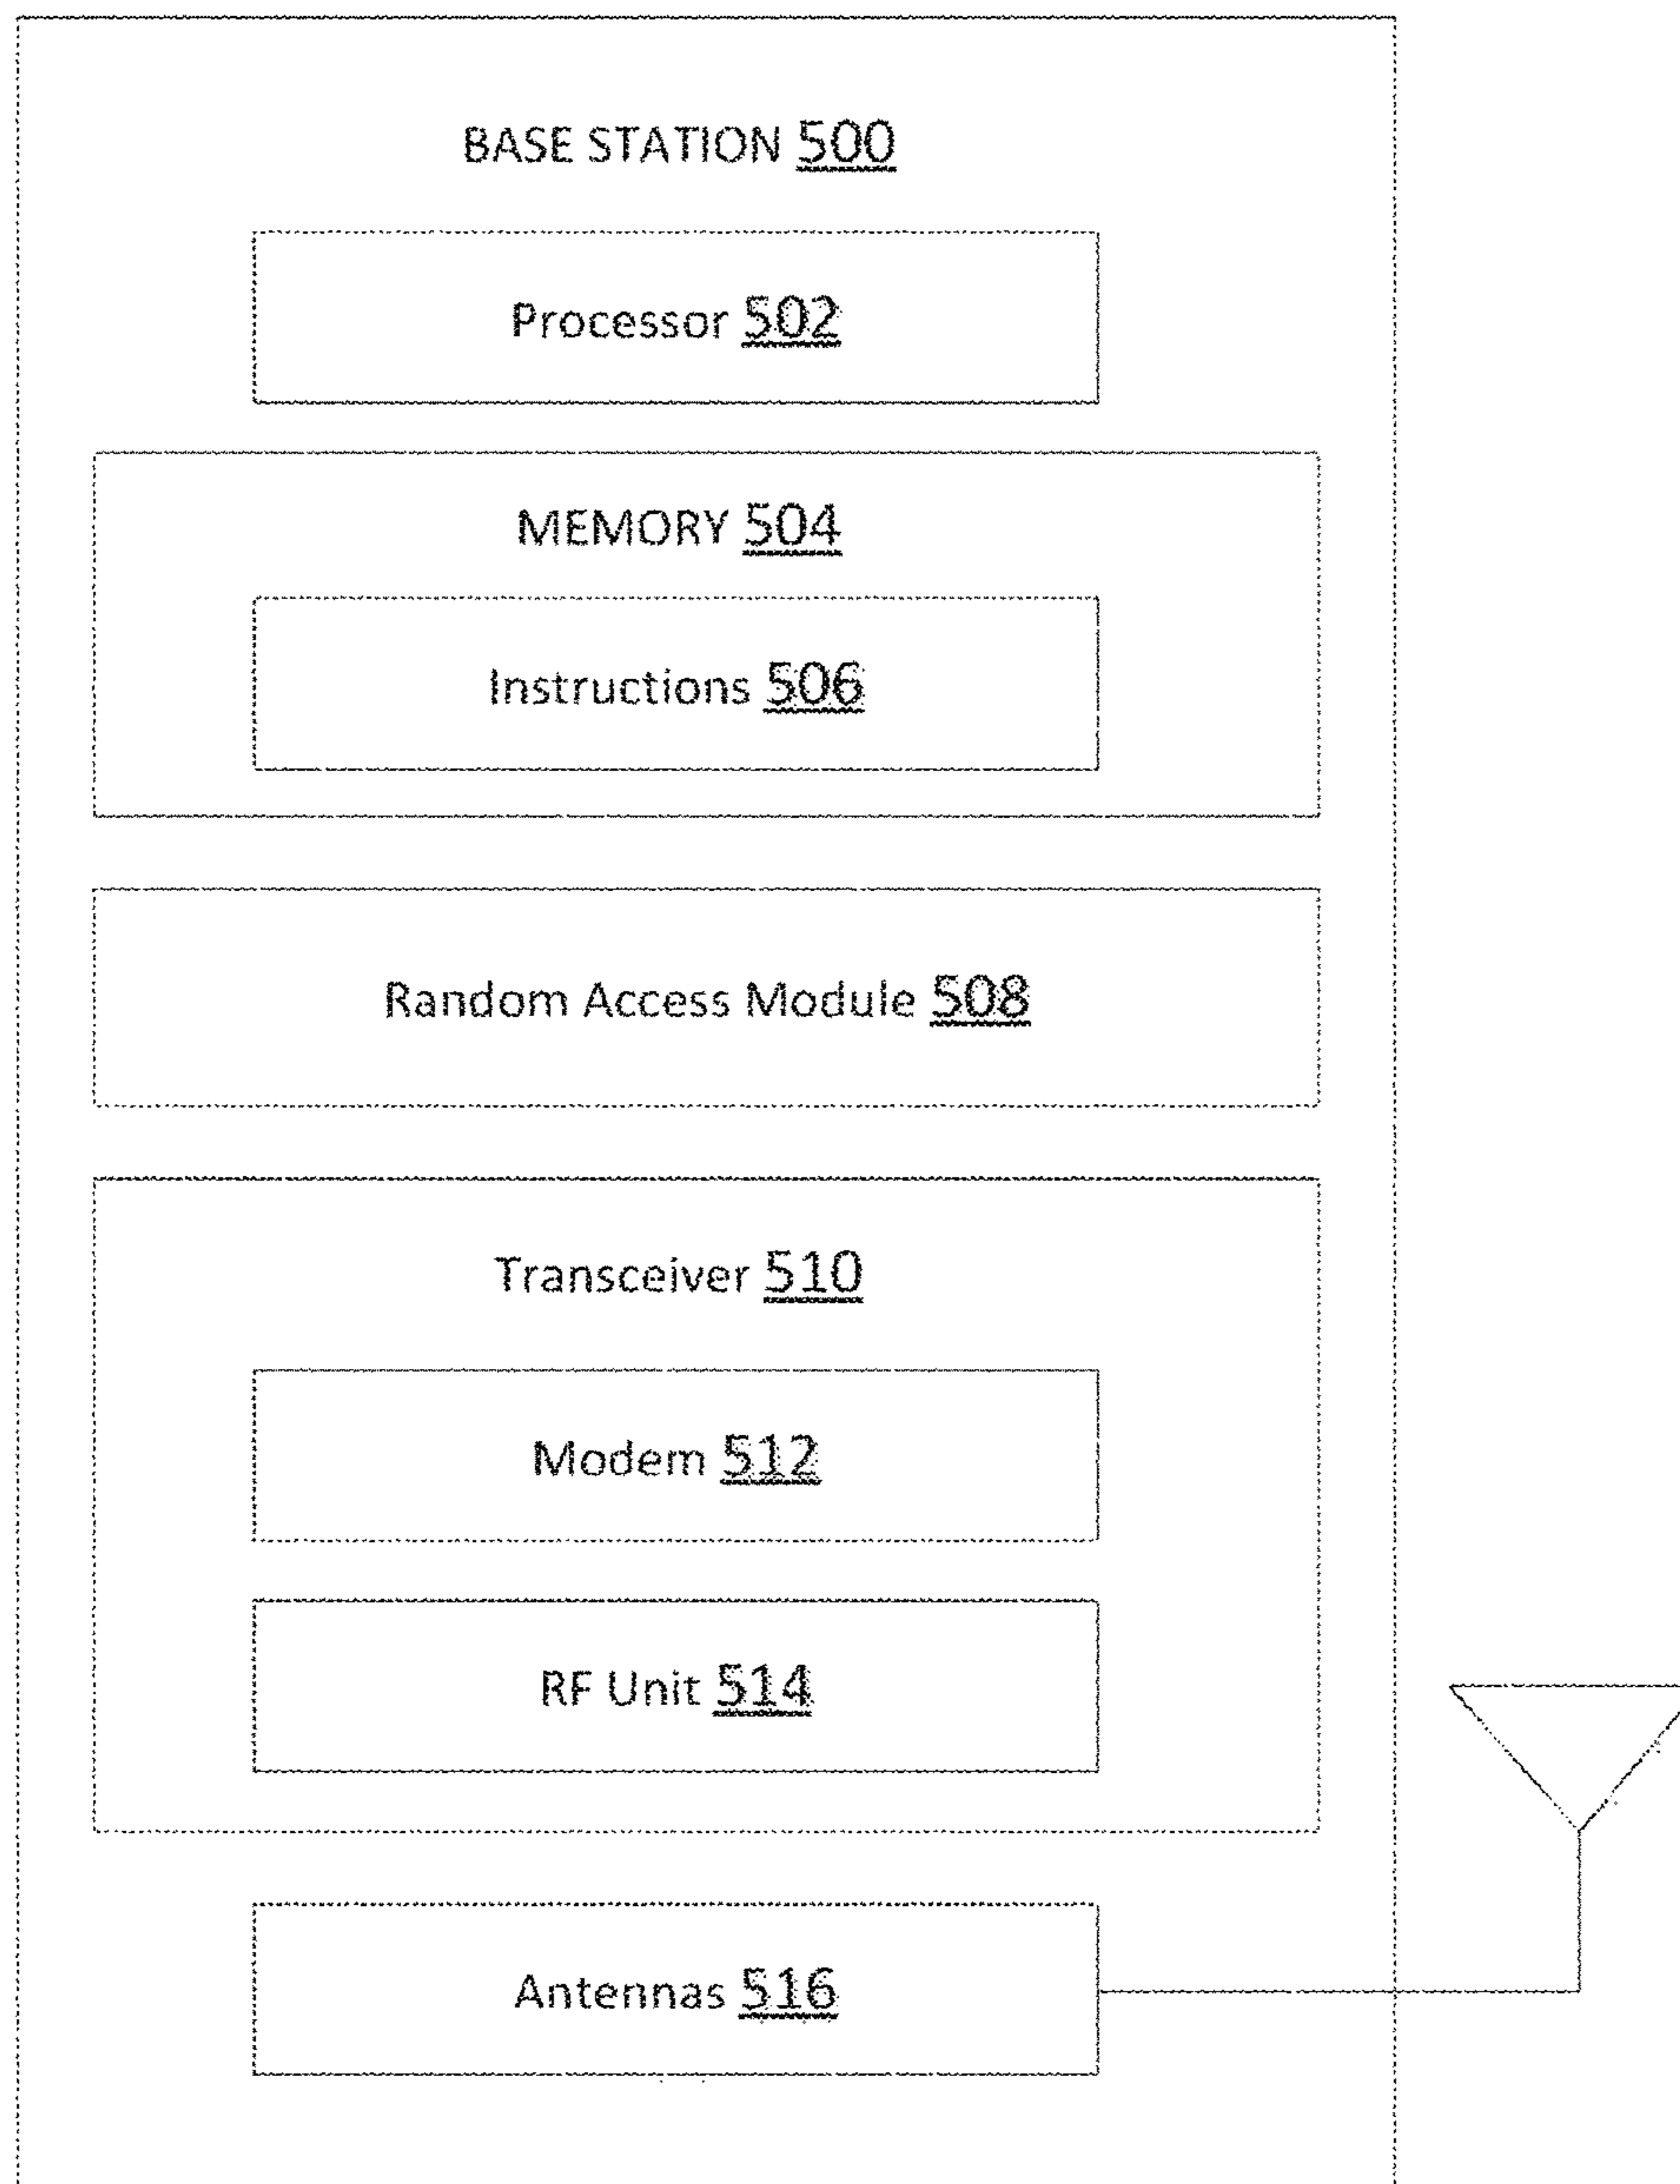 BASE STATION 500
Processor 502
MEMORY 504
Instructions 506
Random Access Module 508
Transceiver 510
Modem 512
RF Unit 514
Antennas 516